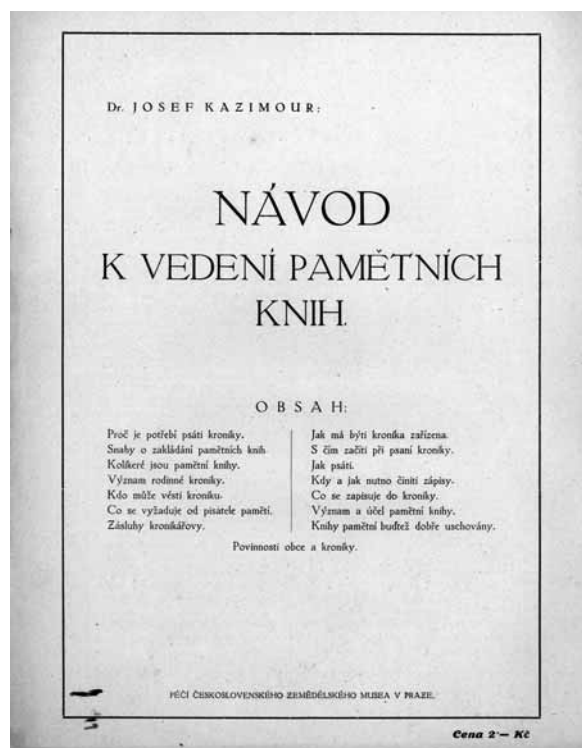 Dr. JOSEF KAZIMOUR:
NÁVOD
K VEDENÍ PAMĚTNÍCH
KNIH.
OBSAH:
Proč je potřebí psáti kroniky.
Snahy o zakládání pamětních knih
Kolikeré jsou pamětní knihy.
Význam rodinné kroniky.
Kdo může vésti kroniku.
Co se vyžaduje od pisatele pamětí.
Zásluhy kronikářovy.
Jak má býti kronika zařízena.
S čím začíti při psaní kroniky.
Jak psáti.
Kdy a jak nutno činiti zápisy.
Co se zapisuje do kroniky.
Význam a účel pamětní knihy.
Knihy pamětní buďtež dobře uschovány.
Povinnosti obce a kroniky.
PÉČÍ ČESKOSLOVENSKÉHO ZEMĚDĚLSKÉHO MUSEA V PRAZE.
Cena 2·— Kč